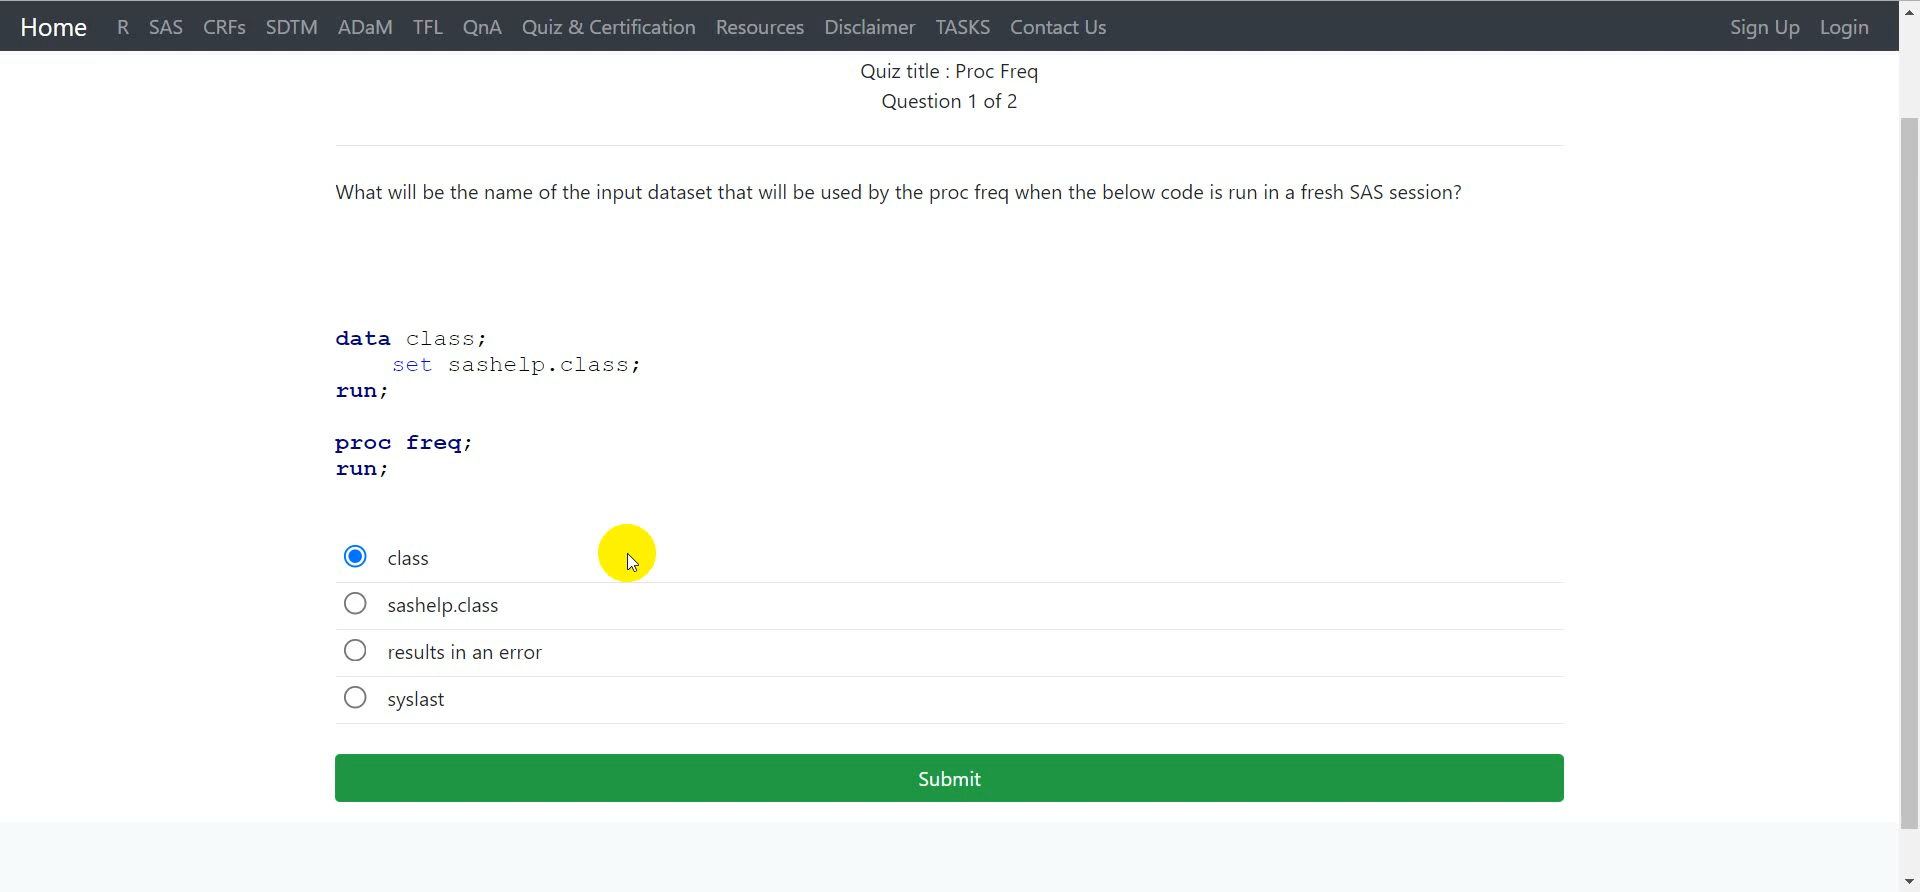 Home R SAS CRFs SDTM ADaM TFL QnA Quiz & Certification Resources Disclaimer TASKS Contact Us Sign Up Login
Quiz title : Proc Freq
Question 1 of 2
What will be the name of the input dataset that will be used by the proc freq when the below code is run in a fresh SAS session?
data class;
    set sashelp.class;
run;
proc freq;
run;
class
sashelp.class
results in an error
syslast
Submit